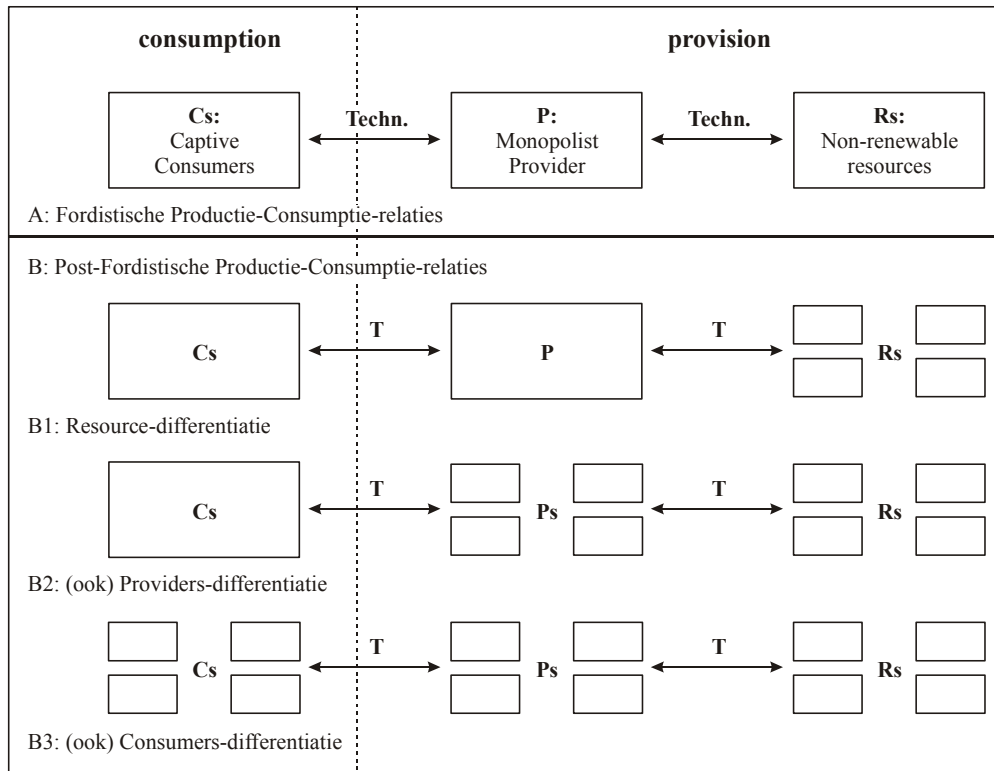 consumption
provision
Cs:
Captive
Consumers
Techn.
P:
Monopolist
Provider
Techn.
Rs:
Non-renewable
resources
A: Fordistische Productie-Consumptie-relaties
B: Post-Fordistische Productie-Consumptie-relaties
Cs
T
P
T
Rs
B1: Resource-differentiatie
Cs
T
Ps
T
Rs
B2: (ook) Providers-differentiatie
Cs
T
Ps
T
Rs
B3: (ook) Consumers-differentiatie